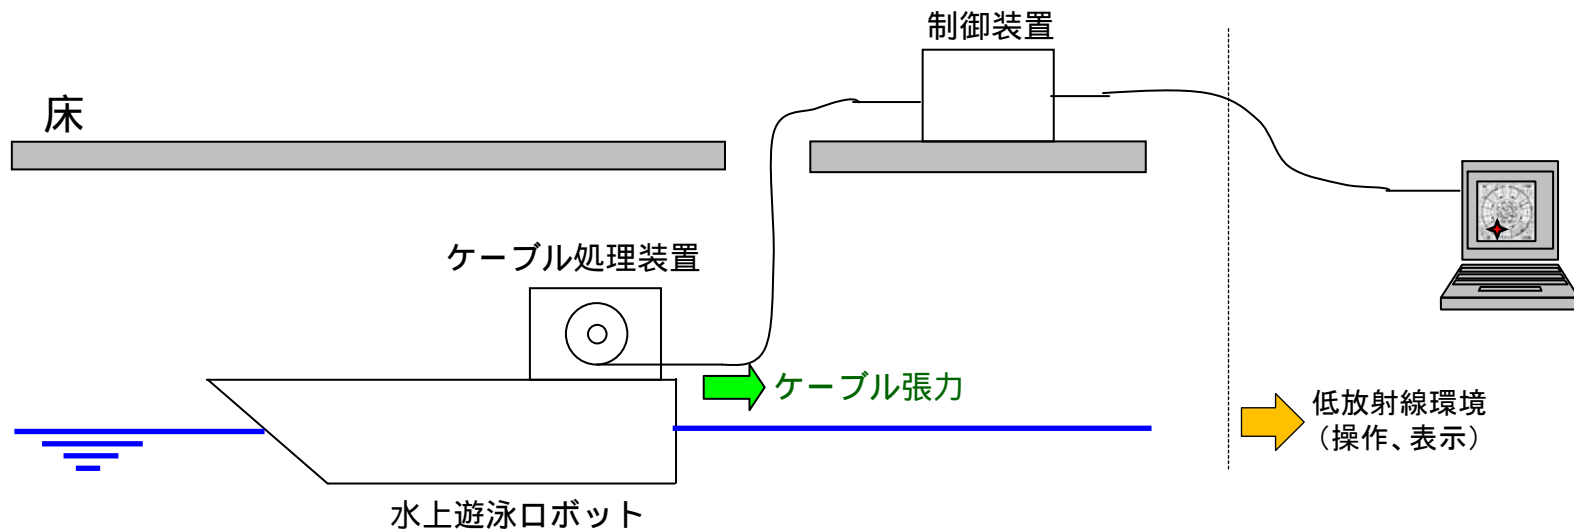 制御装置
床
ケーブル処理装置
ケーブル張力
低放射線環境
（操作、表示）
水上遊泳ロボット